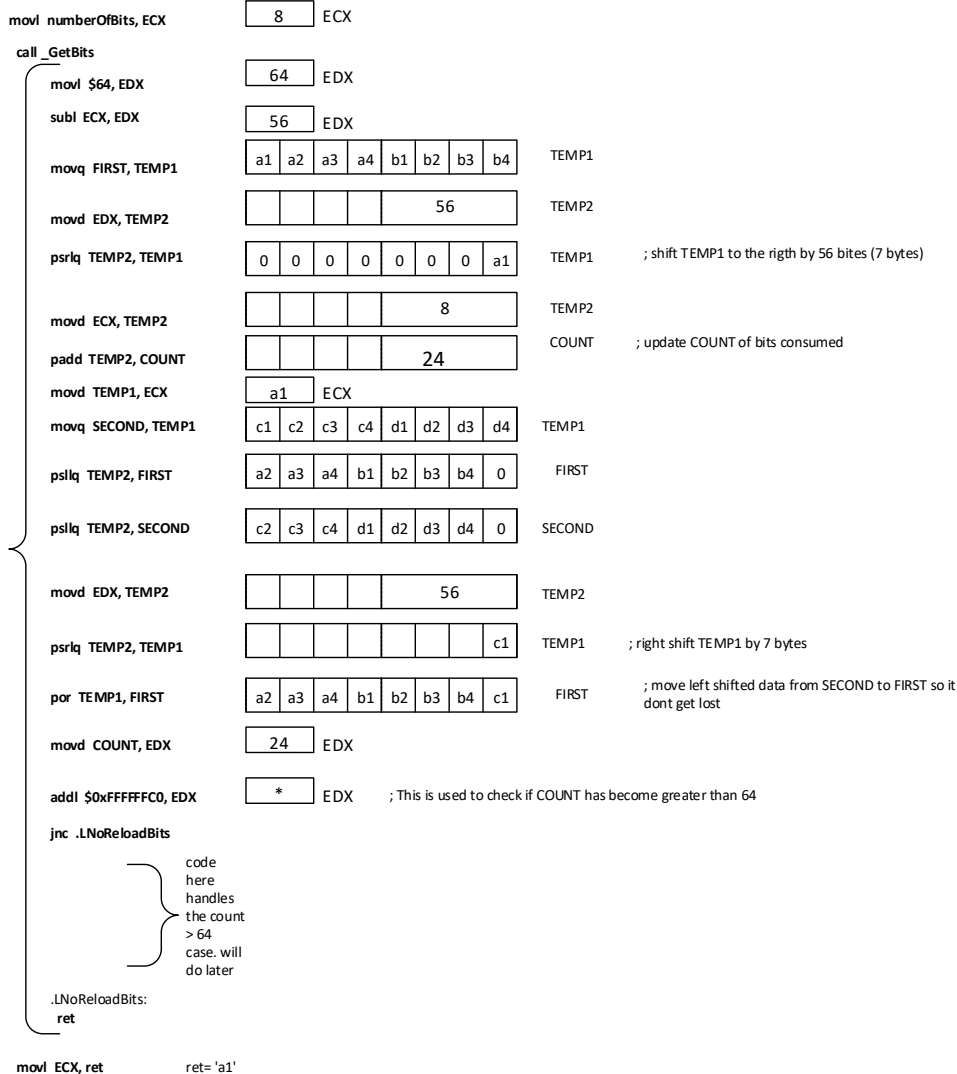 movl numberOfBits, ECX 8 ECX
call _GetBits
movl $64, EDX 64 EDX
subl ECX, EDX 56 EDX
movq FIRST, TEMP1 a1 a2 a3 a4 b1 b2 b3 b4 TEMP1
movd EDX, TEMP2 56 TEMP2
psrlq TEMP2, TEMP1 0 0 0 0 0 0 0 a1 TEMP1 ; shift TEMP1 to the rigth by 56 bites (7 bytes)
movd ECX, TEMP2 8 TEMP2
padd TEMP2, COUNT 24 COUNT ; update COUNT of bits consumed
movd TEMP1, ECX a1 ECX
movq SECOND, TEMP1 c1 c2 c3 c4 d1 d2 d3 d4 TEMP1
psllq TEMP2, FIRST a2 a3 a4 b1 b2 b3 b4 0 FIRST
psllq TEMP2, SECOND c2 c3 c4 d1 d2 d3 d4 0 SECOND
movd EDX, TEMP2 56 TEMP2
psrlq TEMP2, TEMP1 c1 TEMP1 ; right shift TEMP1 by 7 bytes
por TEMP1, FIRST a2 a3 a4 b1 b2 b3 b4 c1 FIRST ; move left shifted data from SECOND to FIRST so it
dont get lost
movd COUNT, EDX 24 EDX
addl $0xFFFFFFC0, EDX * EDX ; This is used to check if COUNT has become greater than 64
jnc .LNoReloadBits
code
here
handles
the count
> 64
case. will
do later
.LNoReloadBits:
ret
movl ECX, ret ret= 'a1'